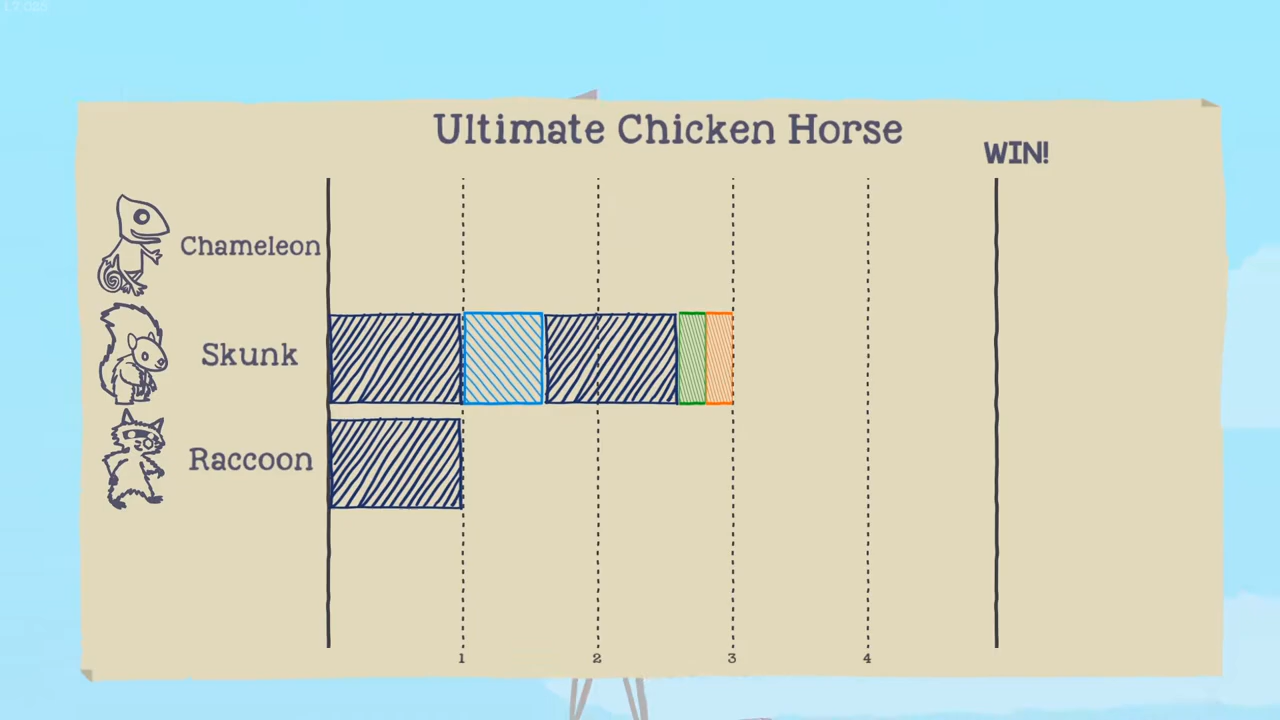 Ultimate Chicken Horse
WIN!
Chameleon
Skunk
Raccoon
1 2 3 4